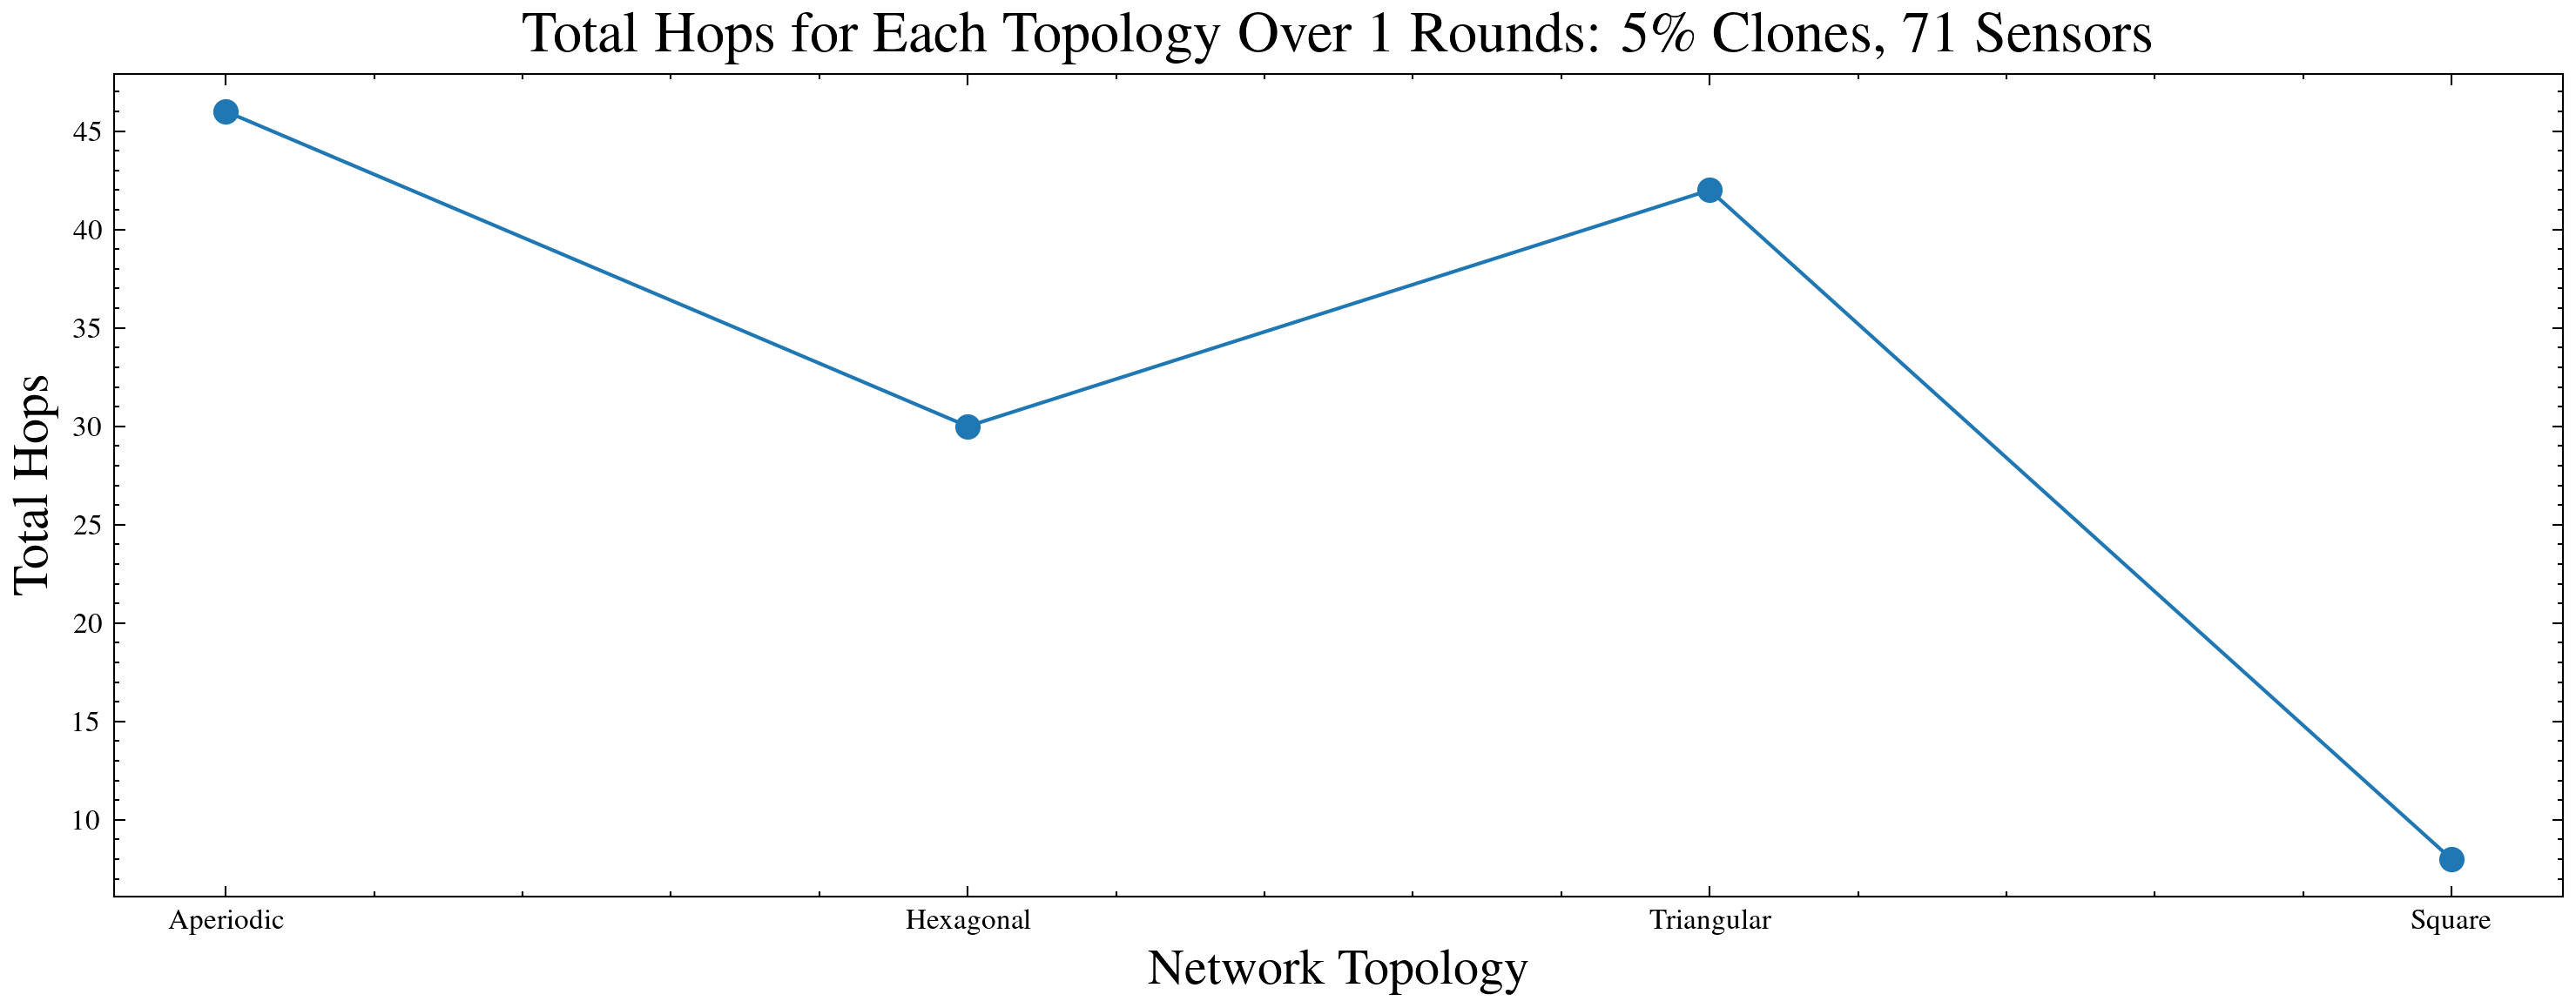 Total Hops for Each Topology Over 1 Rounds: 5% Clones, 71 Sensors
45
40
35
30
25
20
15
10
Total Hops
Aperiodic Hexagonal Triangular Square
Network Topology